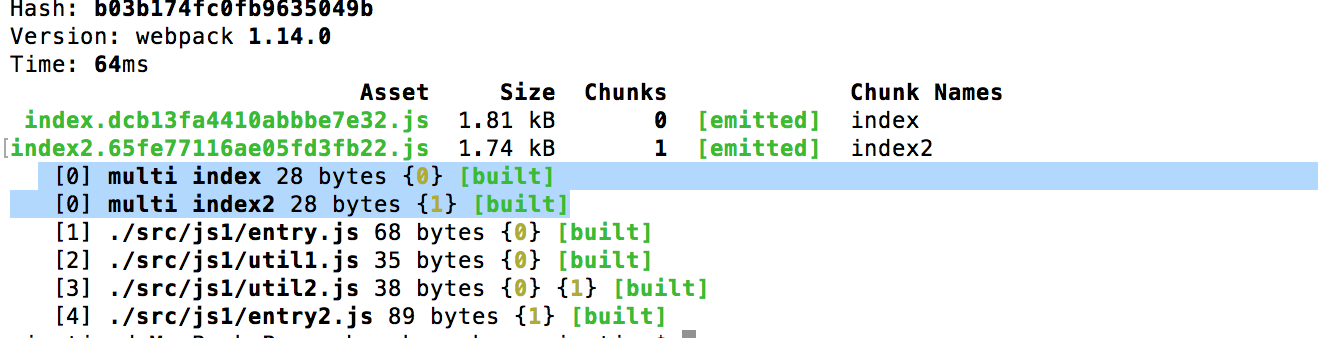 Hash: b03b174fc0fb9635049b
Version: webpack 1.14.0
Time: 64ms
Asset Size Chunks Chunk Names
index.dcb13fa4410abbbe7e32.js 1.81 kB 0 [emitted] index
[index2.65fe77116ae05fd3fb22.js 1.74 kB 1 [emitted] index2
[0] multi index 28 bytes {0} [built]
[0] multi index2 28 bytes {1} [built]
[1] ./src/js1/entry.js 68 bytes {0} [built]
[2] ./src/js1/util1.js 35 bytes {0} [built]
[3] ./src/js1/util2.js 38 bytes {0} {1} [built]
[4] ./src/js1/entry2.js 89 bytes {1} [built]